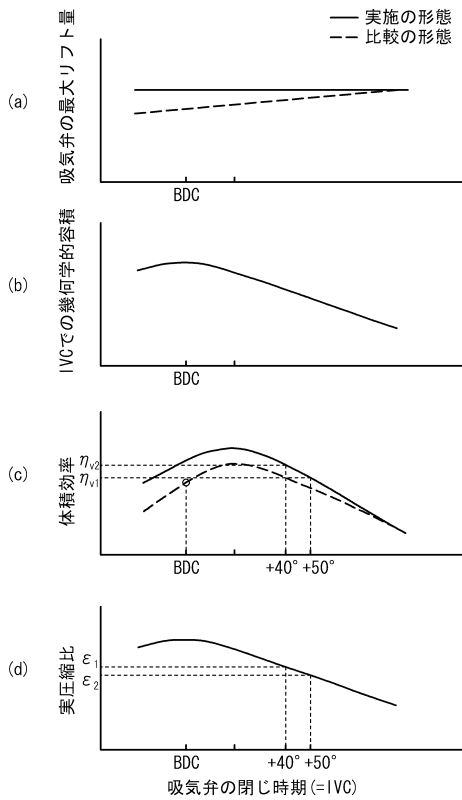 実施の形態
比較の形態
(a)
吸気弁の最大リフト量
BDC
(b)
IVCでの幾何学的容積
BDC
(c)
体積効率
ηv2
ηv1
BDC
+40°
+50°
(d)
実圧縮比
ε1
ε2
BDC
+40°
+50°
吸気弁の閉じ時期(=IVC)